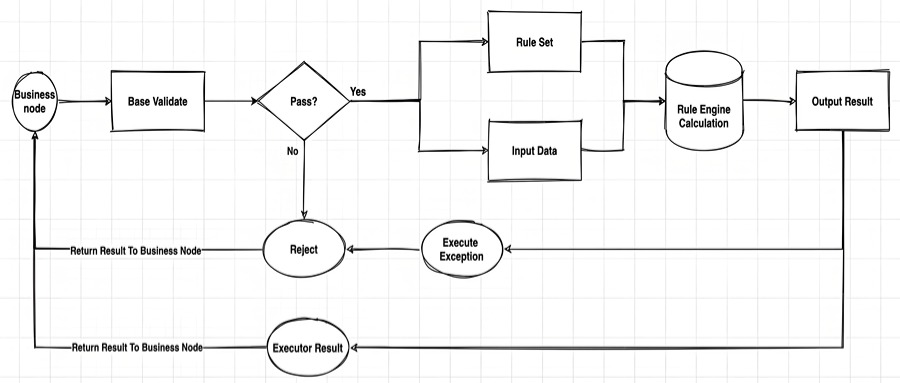 Rule Set
Business
node
Base Validate
Pass?
Yes
Rule Engine
Calculation
Output Result
No
Input Data
Return Result To Business Node
Reject
Execute
Exception
Return Result To Business Node
Executor Result